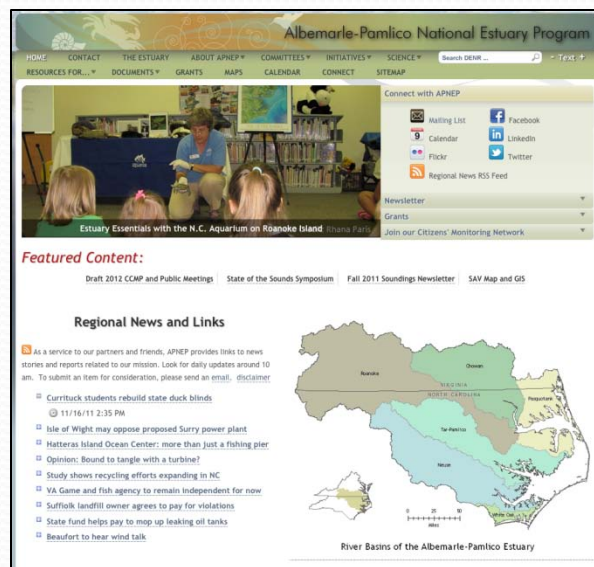 Albemarle-Pamlico National Estuary Program
HOME CONTACT THE ESTUARY ABOUT APNEP COMMITTEES INITIATIVES SCIENCE Search DENR ... - Text +
RESOURCES FOR... DOCUMENTS GRANTS MAPS CALENDAR CONNECT SITEMAP
Connect with APNEP
Mailing List Facebook
9 Calendar LinkedIn
Flickr Twitter
Regional News RSS Feed
Newsletter
Grants
Join our Citizens' Monitoring Network
Estuary Essentials with the N.C. Aquarium on Roanoke Island Rhana Paris
Featured Content:
Draft 2012 CCMP and Public Meetings State of the Sounds Symposium Fall 2011 Soundings Newsletter SAV Map and GIS
Regional News and Links
As a service to our partners and friends, APNEP provides links to news
stories and reports related to our mission. Look for daily updates around 10
am. To submit an item for consideration, please send an email. disclaimer
Currituck students rebuild state duck blinds
11/16/11 2:35 PM
Isle of Wight may oppose proposed Surry power plant
Hatteras Island Ocean Center: more than just a fishing pier
Opinion: Bound to tangle with a turbine?
Study shows recycling efforts expanding in NC
VA Game and fish agency to remain independent for now
Suffolk landfill owner agrees to pay for violations
State fund helps pay to mop up leaking oil tanks
Beaufort to hear wind talk
Roanoke
Chowan
VIRGINIA
NORTH CAROLINA
Pasquotank
Tar-Pamlico
Neuse
White Oak
0 25 50
Miles
River Basins of the Albemarle-Pamlico Estuary